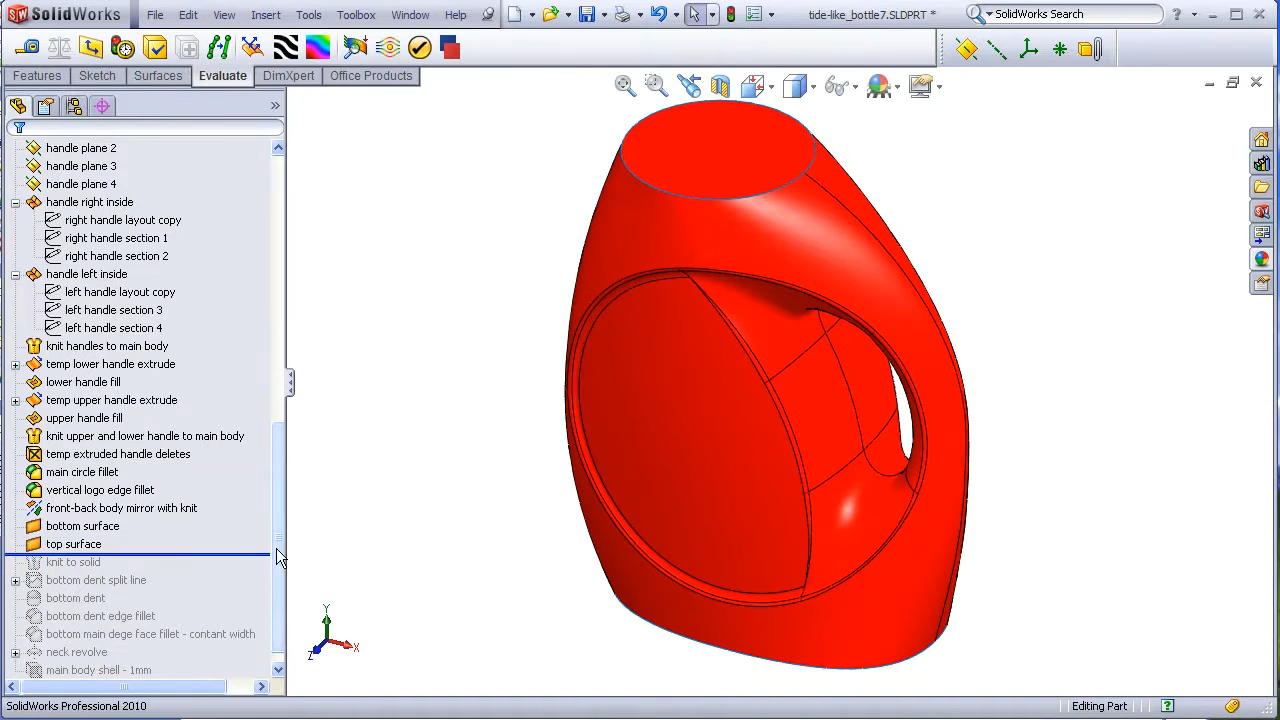 SolidWorks File Edit View Insert Tools Toolbox Window Help tide-like_bottle7.SLDPRT * SolidWorks Search
Features Sketch Surfaces Evaluate DimXpert Office Products
handle plane 2
handle plane 3
handle plane 4
handle right inside
right handle layout copy
right handle section 1
right handle section 2
handle left inside
left handle layout copy
left handle section 3
left handle section 4
knit handles to main body
temp lower handle extrude
lower handle fill
temp upper handle extrude
upper handle fill
knit upper and lower handle to main body
temp extruded handle deletes
main circle fillet
vertical logo edge fillet
front-back body mirror with knit
bottom surface
top surface
knit to solid
bottom dent split line
bottom dent
bottom dent edge fillet
bottom main dege face fillet - contant width
neck revolve
main body shell - 1mm
Y
X
Z
SolidWorks Professional 2010 Editing Part